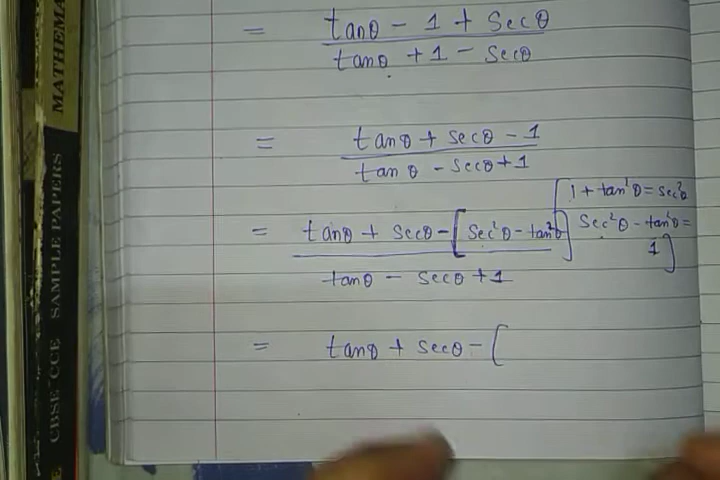 = tanθ - 1 + secθ
tanθ + 1 - secθ
= tanθ + secθ - 1
tanθ - secθ + 1
[1 + tan²θ = sec²θ
= tanθ + secθ - [sec²θ - tan²θ] sec²θ - tan²θ =
1]
tanθ - secθ + 1
= tanθ + secθ - [
MATHEMA
CBSE-CCE SAMPLE PAPERS